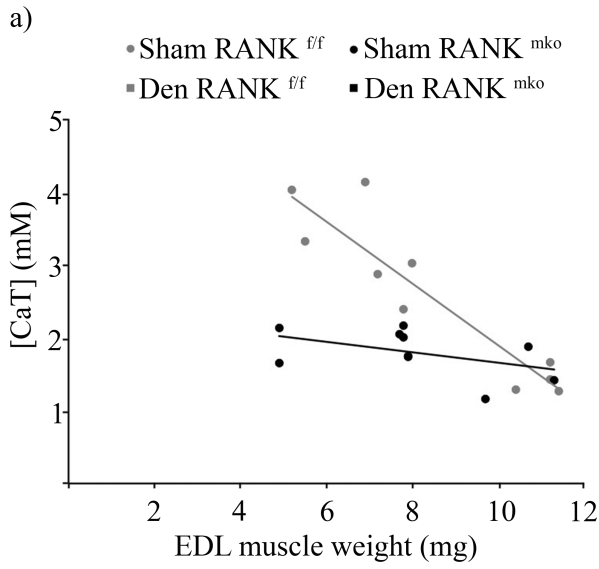 a)
Sham RANK f/f Sham RANK mko
Den RANK f/f Den RANK mko
5
4
3
2
1
[CaT] (mM)
2 4 6 8 10 12
EDL muscle weight (mg)